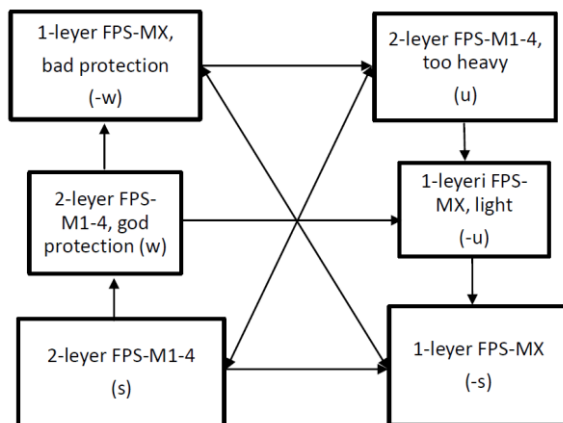 1-leyer FPS-MX,
bad protection
(-w)
2-leyer FPS-M1-4,
too heavy
(u)
2-leyer FPS-
M1-4, god
protection (w)
1-leyeri FPS-
MX, light
(-u)
2-leyer FPS-M1-4
(s)
1-leyer FPS-MX
(-s)